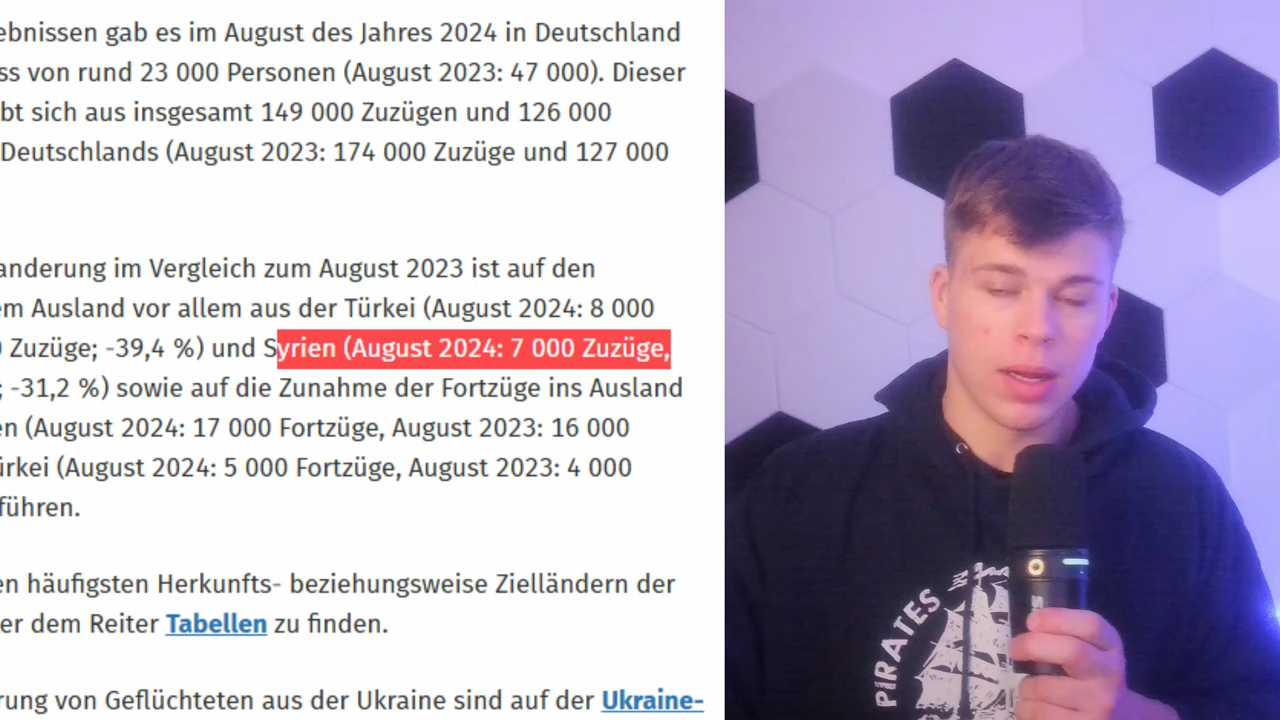 ebnissen gab es im August des Jahres 2024 in Deutschland
ss von rund 23 000 Personen (August 2023: 47 000). Dieser
bt sich aus insgesamt 149 000 Zuzügen und 126 000
Deutschlands (August 2023: 174 000 Zuzüge und 127 000
anderung im Vergleich zum August 2023 ist auf den
em Ausland vor allem aus der Türkei (August 2024: 8 000
0 Zuzüge; -39,4 %) und Syrien (August 2024: 7 000 Zuzüge,
; -31,2 %) sowie auf die Zunahme der Fortzüge ins Ausland
en (August 2024: 17 000 Fortzüge, August 2023: 16 000
ürkei (August 2024: 5 000 Fortzüge, August 2023: 4 000
führen.
en häufigsten Herkunfts- beziehungsweise Zielländern der
er dem Reiter Tabellen zu finden.
rung von Geflüchteten aus der Ukraine sind auf der Ukraine-
PIRATES